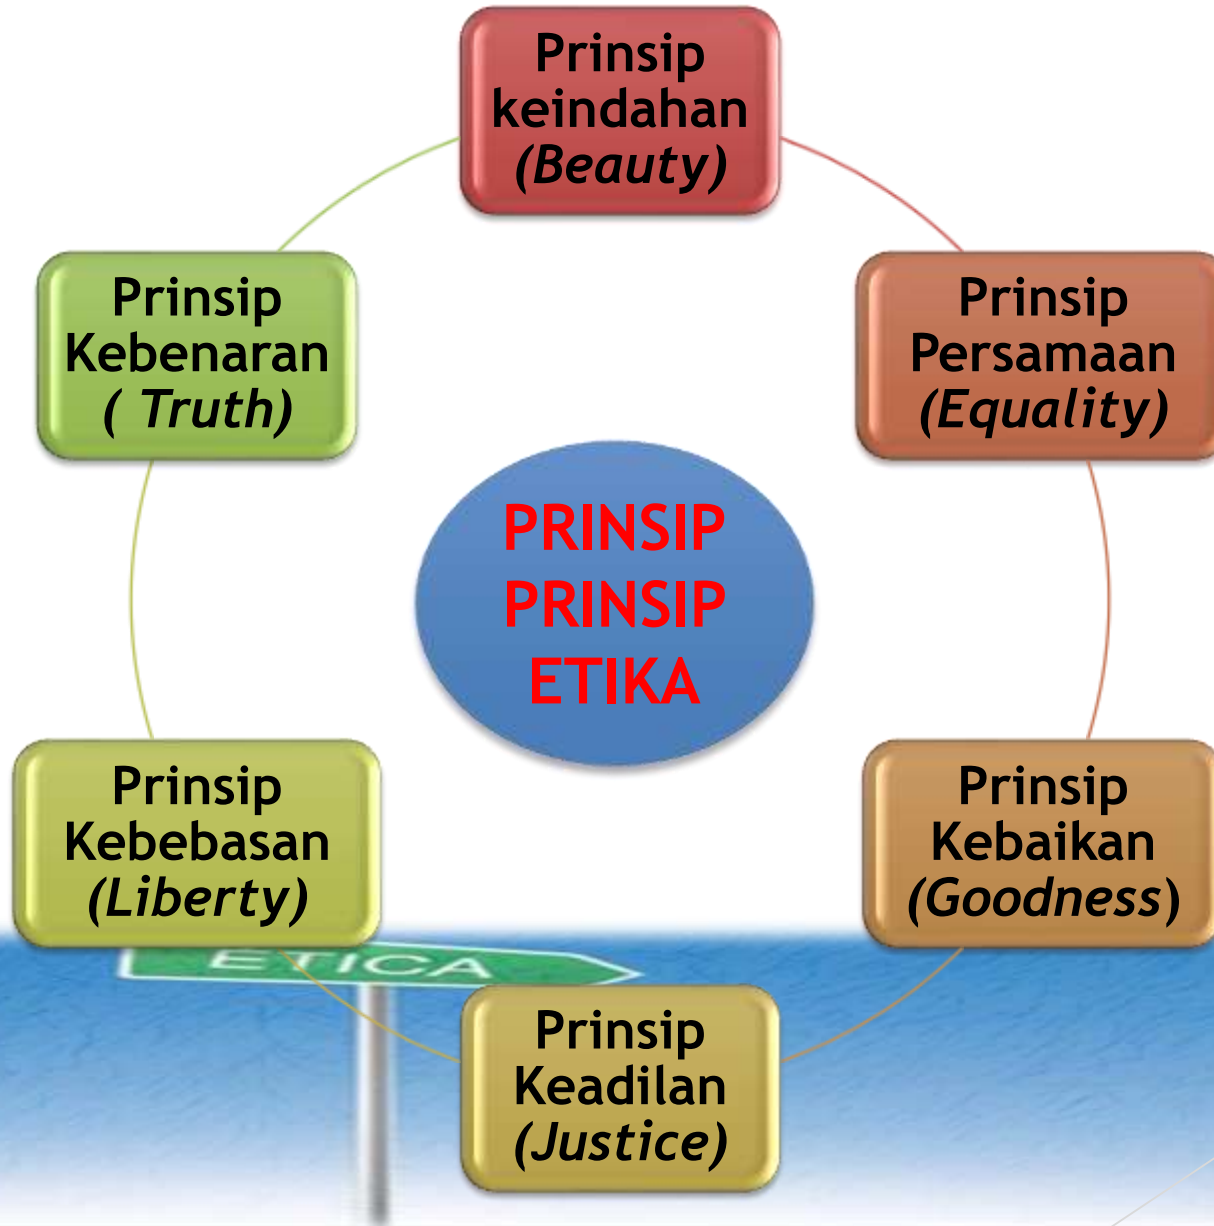 Prinsip
keindahan
(Beauty)
Prinsip
Persamaan
(Equality)
Prinsip
Kebaikan
(Goodness)
Prinsip
Keadilan
(Justice)
Prinsip
Kebebasan
(Liberty)
Prinsip
Kebenaran
( Truth)
PRINSIP
PRINSIP
ETIKA
ETICA